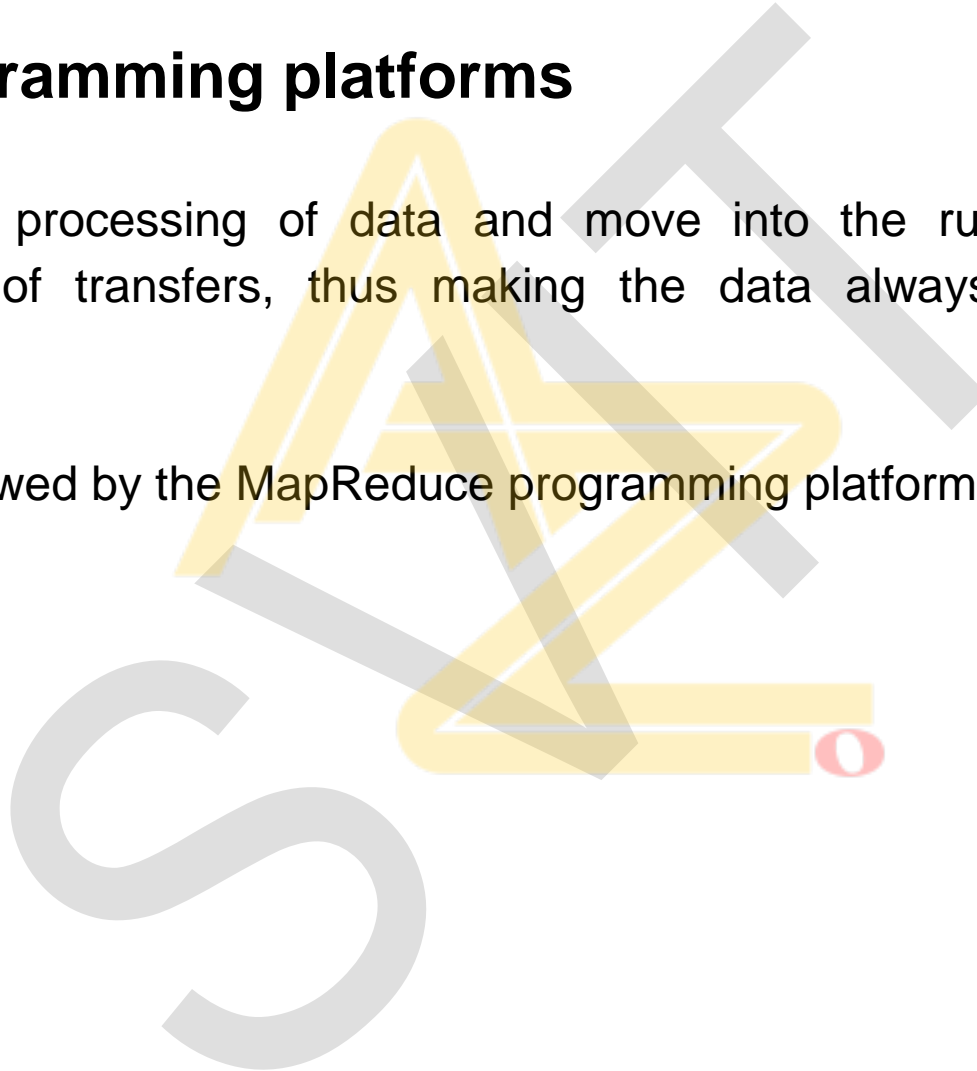 ramming platforms
processing of data and move into the ru
of transfers, thus making the data always
wed by the MapReduce programming platform
SVIT